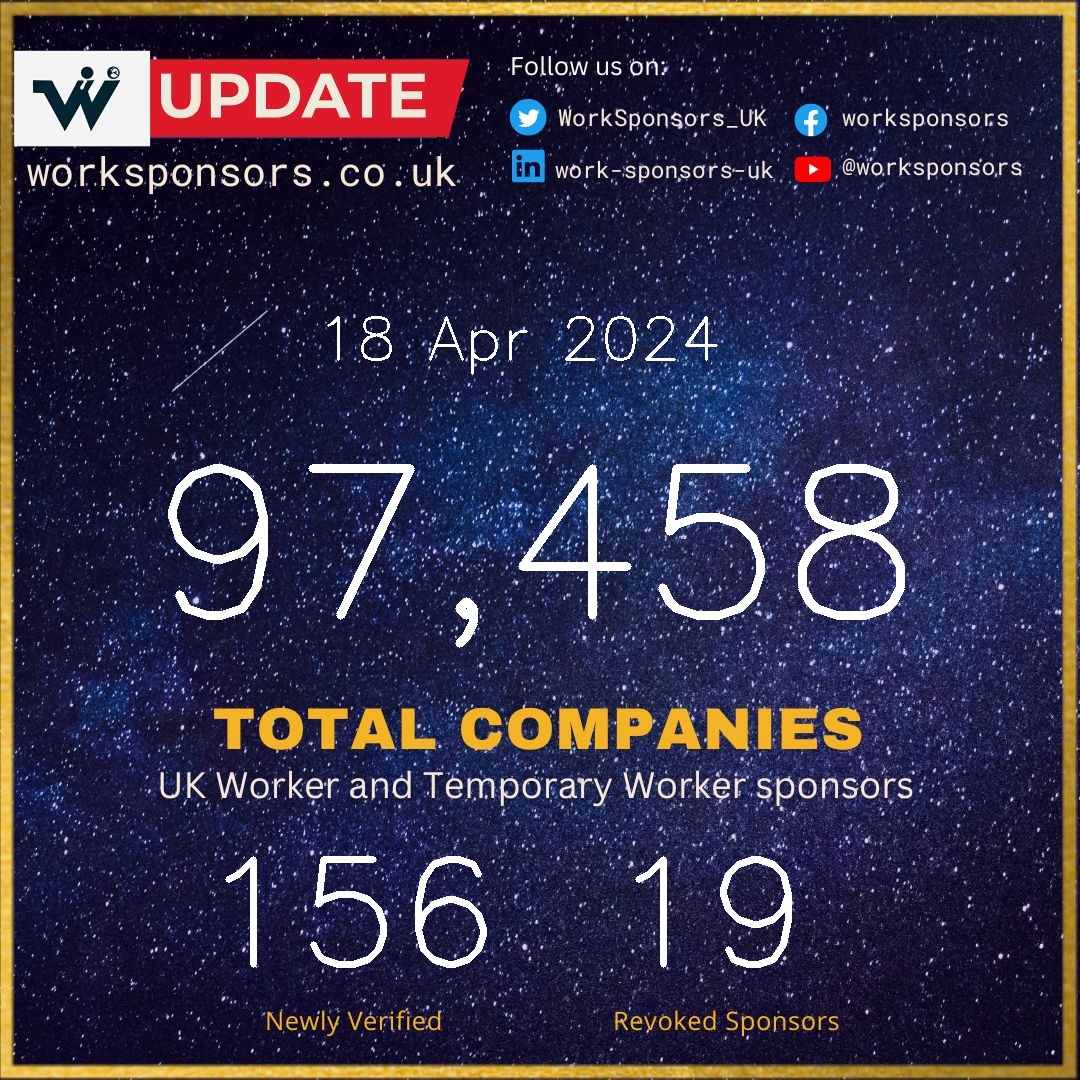 UPDATE
worksponsors.co.uk
Follow us on:
WorkSponsors_UK
worksponsors
work-sponsors-uk
@worksponsors
18 Apr 2024
97,458
TOTAL COMPANIES
UK Worker and Temporary Worker sponsors
156 19
Newly Verified Revoked Sponsors